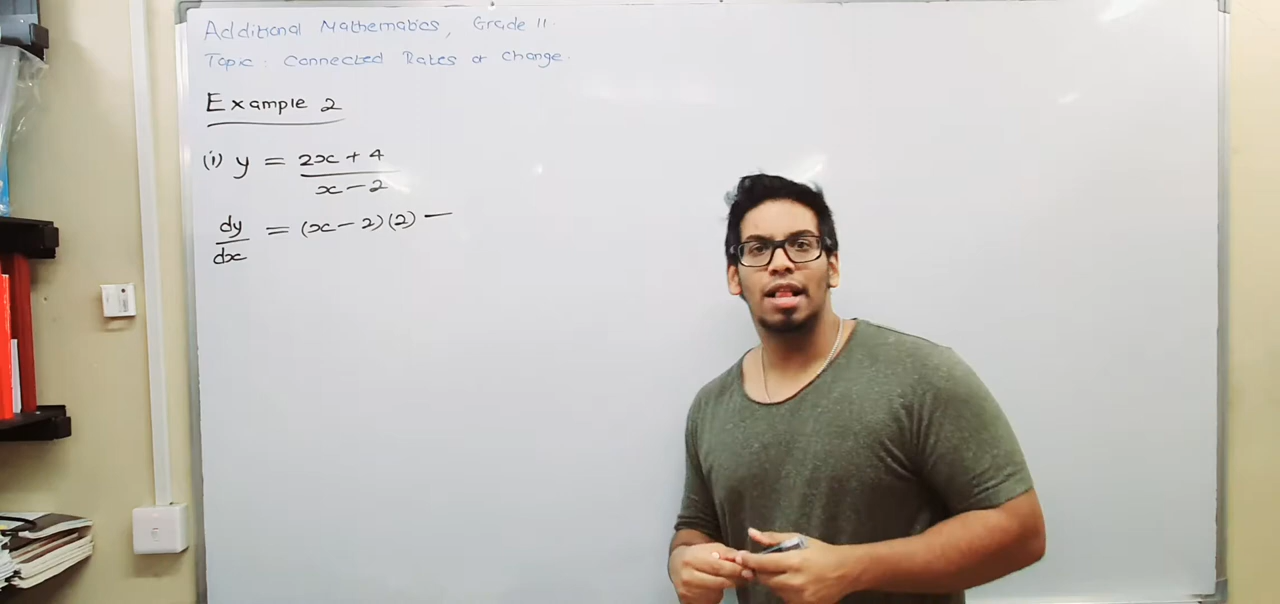 Additional Mathematics, Grade 11.
Topic: Connected Rates of Change.
Example 2
(i) y = 2x + 4
x - 2
dy = (x - 2)(2) -
dx